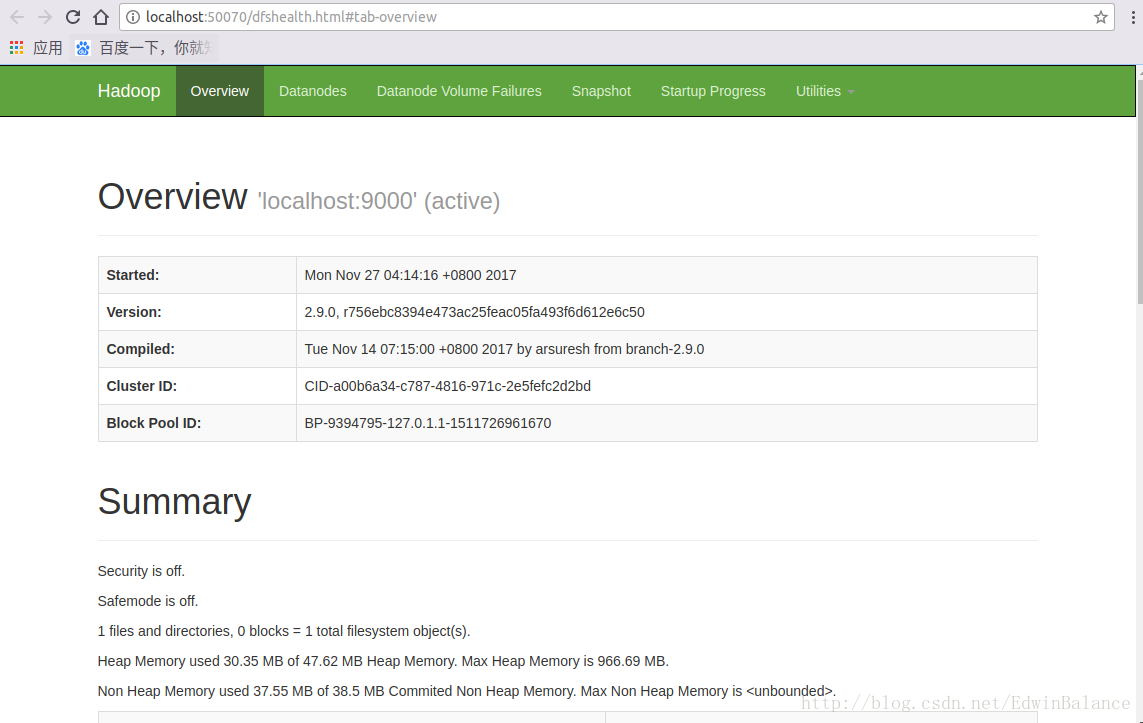 localhost:50070/dfshealth.html#tab-overview
应用 百度一下，你就
Hadoop Overview Datanodes Datanode Volume Failures Snapshot Startup Progress Utilities
Overview 'localhost:9000' (active)
Started: Mon Nov 27 04:14:16 +0800 2017
Version: 2.9.0, r756ebc8394e473ac25feac05fa493f6d612e6c50
Compiled: Tue Nov 14 07:15:00 +0800 2017 by arsuresh from branch-2.9.0
Cluster ID: CID-a00b6a34-c787-4816-971c-2e5fefc2d2bd
Block Pool ID: BP-9394795-127.0.1.1-1511726961670
Summary
Security is off.
Safemode is off.
1 files and directories, 0 blocks = 1 total filesystem object(s).
Heap Memory used 30.35 MB of 47.62 MB Heap Memory. Max Heap Memory is 966.69 MB.
Non Heap Memory used 37.55 MB of 38.5 MB Commited Non Heap Memory. Max Non Heap Memory is <unbounded>.
http://blog.csdn.net/EdwinBalance